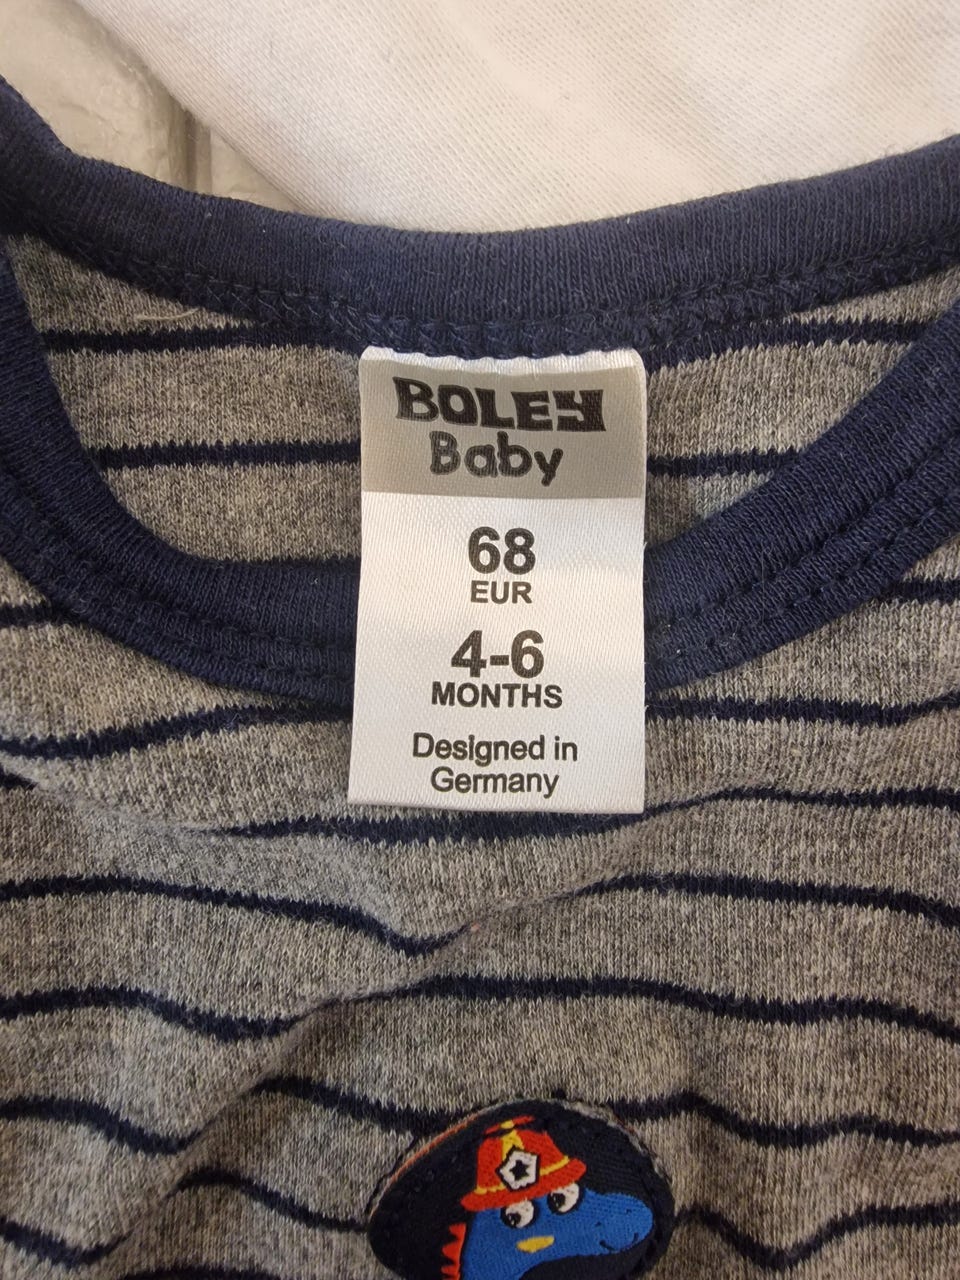 BOLEY
Baby
68
EUR
4-6
MONTHS
Designed in
Germany